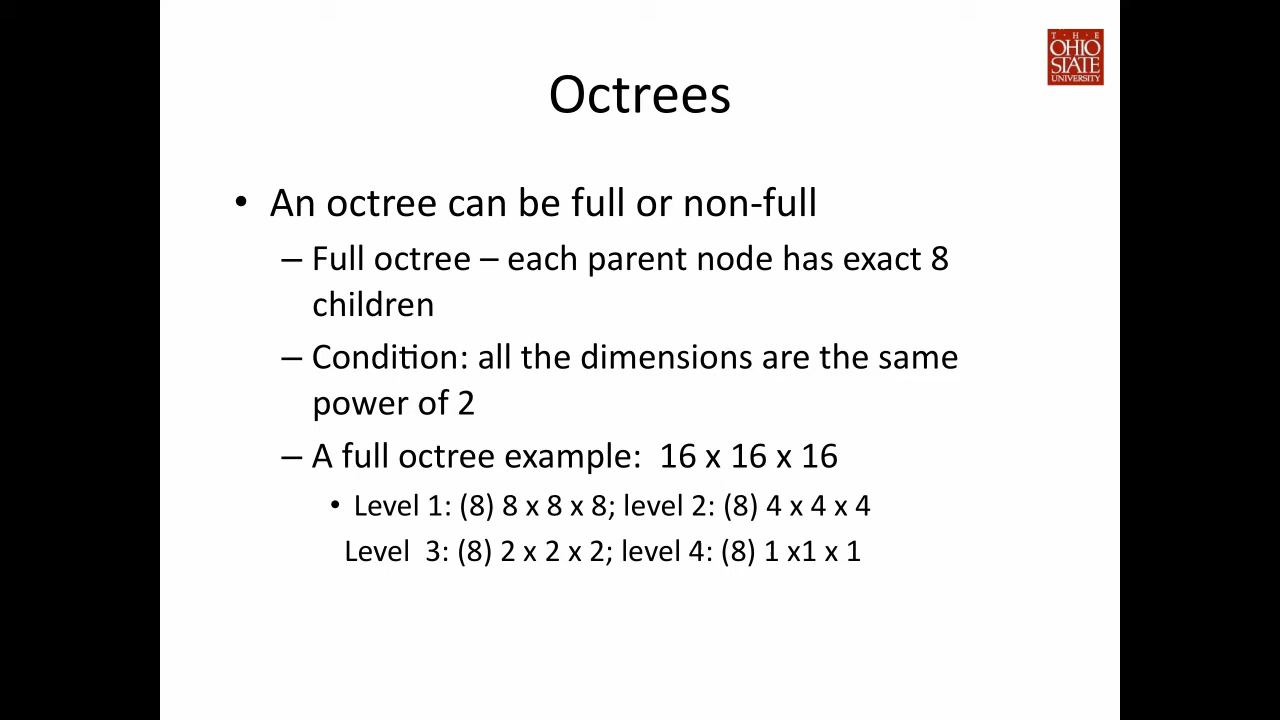 T · H · E
OHIO
STATE
UNIVERSITY
Octrees
• An octree can be full or non-full
– Full octree – each parent node has exact 8
children
– Condition: all the dimensions are the same
power of 2
– A full octree example:  16 x 16 x 16
• Level 1: (8) 8 x 8 x 8; level 2: (8) 4 x 4 x 4
Level  3: (8) 2 x 2 x 2; level 4: (8) 1 x1 x 1